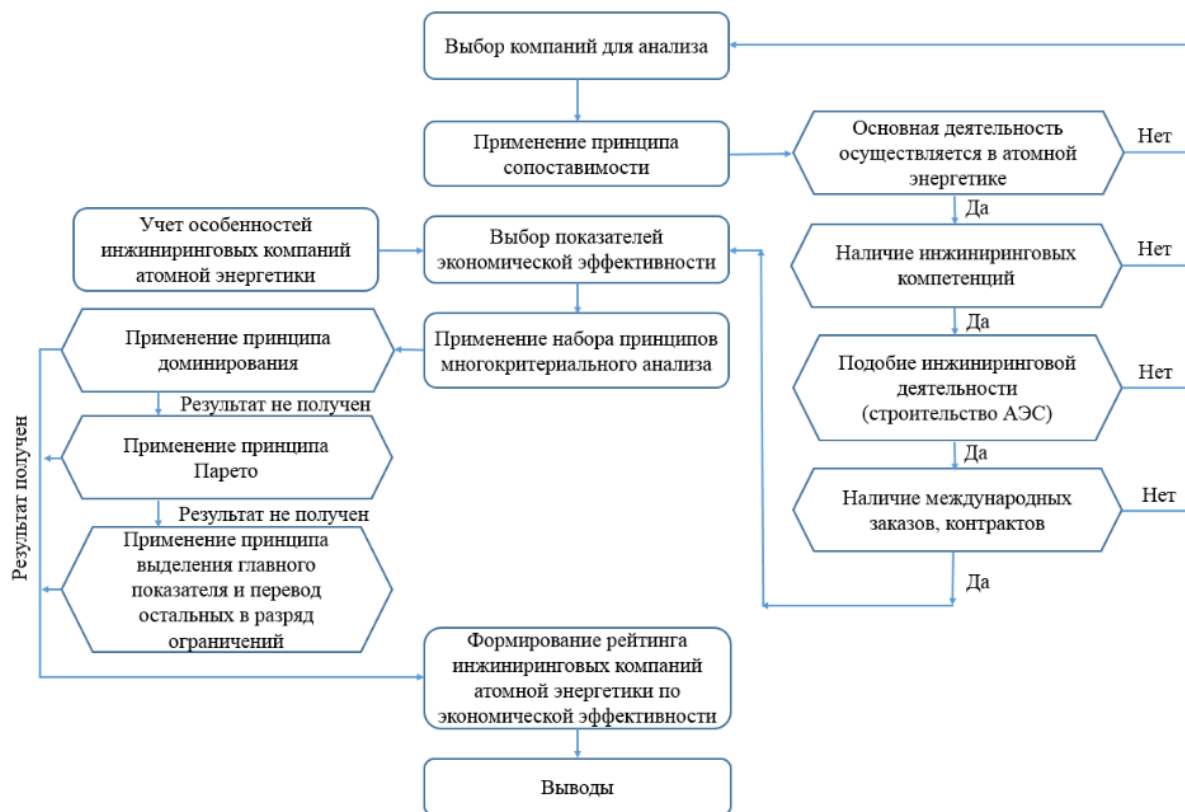 Выбор компаний для анализа
Применение принципа
сопоставимости
Основная деятельность
осуществляется в атомной
энергетике
Нет
Да
Учет особенностей
инжиниринговых компаний
атомной энергетики
Выбор показателей
экономической эффективности
Наличие инжиниринговых
компетенций
Нет
Да
Применение принципа
доминирования
Применение набора принципов
многокритериального анализа
Подобие инжиниринговой
деятельности
(строительство АЭС)
Нет
Да
Результат не получен
Применение принципа
Парето
Результат не получен
Наличие международных
заказов, контрактов
Нет
Да
Результат получен
Применение принципа
выделения главного
показателя и перевод
остальных в разряд
ограничений
Формирование рейтинга
инжиниринговых компаний
атомной энергетики по
экономической эффективности
Выводы